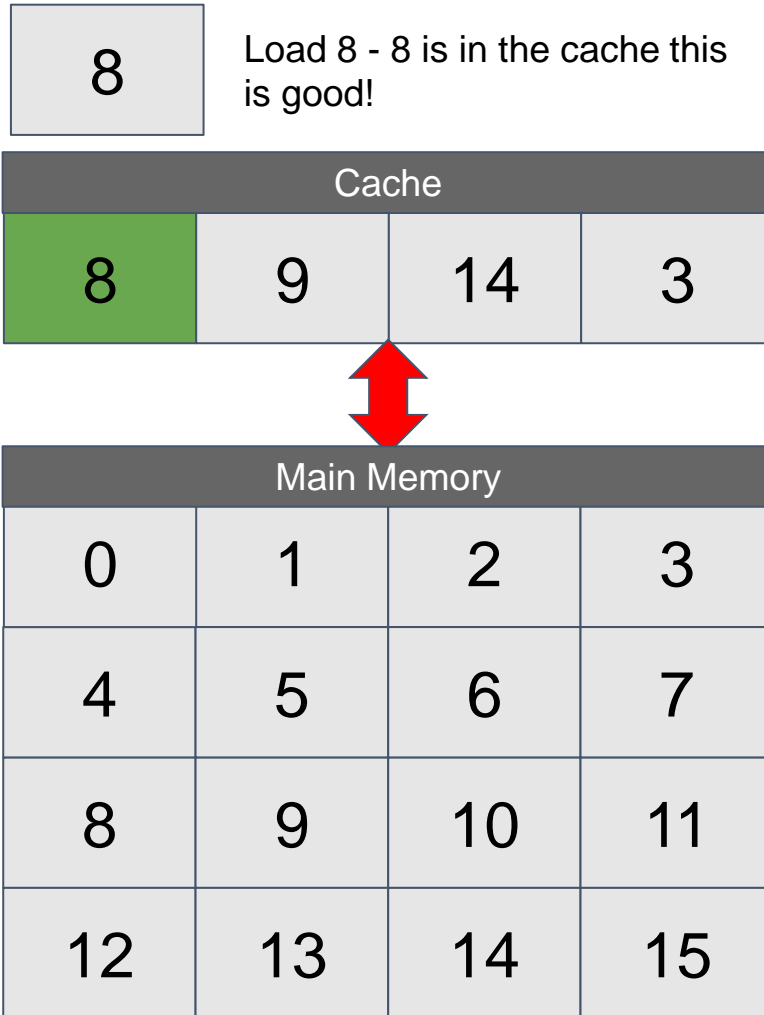 8
Load 8 - 8 is in the cache this
is good!
Cache
8 9 14 3
Main Memory
0 1 2 3
4 5 6 7
8 9 10 11
12 13 14 15